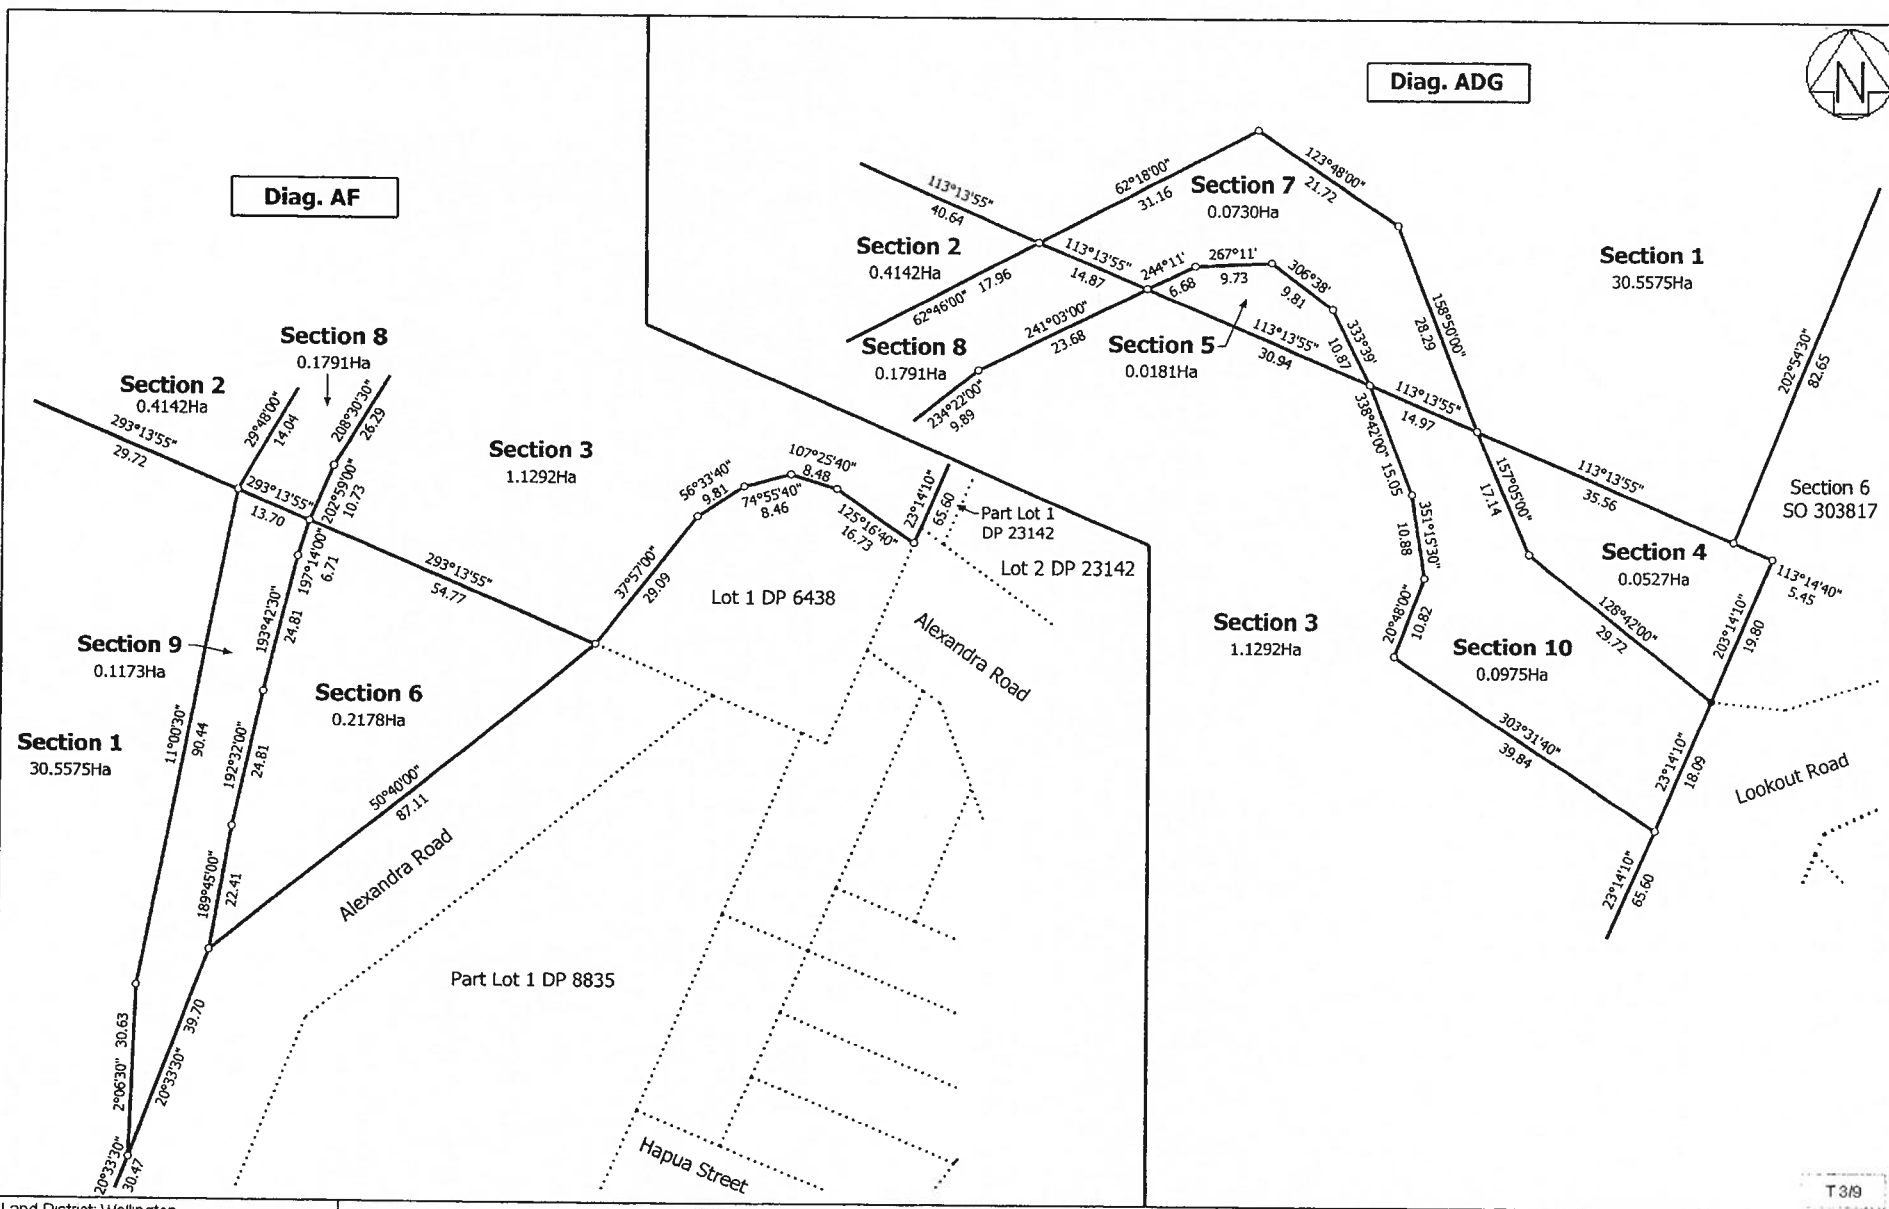 Diag. AF
Section 8
0.1791Ha
Section 2
0.4142Ha
293°13'55"
29.72
29°48'00"
14.04
208°30'30"
26.29
293°13'55"
13.70
202°59'00"
10.73
197°14'00"
6.71
Section 3
1.1292Ha
293°13'55"
54.77
37°57'00"
29.09
56°33'40"
9.81
74°55'40"
8.46
107°25'40"
8.48
125°16'40"
16.73
23°14'10"
65.60
Part Lot 1
DP 23142
Lot 2 DP 23142
Lot 1 DP 6438
Alexandra Road
Section 9
0.1173Ha
193°42'30"
24.81
Section 6
0.2178Ha
Section 1
30.5575Ha
11°00'30"
90.44
192°32'00"
24.81
50°40'00"
87.11
Alexandra Road
189°45'00"
22.41
Part Lot 1 DP 8835
2°06'30" 30.63
20°33'30" 39.70
20°33'30"
30.47
Hapua Street
Land District: Wellington
Diag. ADG
N
113°13'55"
40.64
62°18'00"
31.16
Section 7
0.0730Ha
123°48'00"
21.72
Section 2
0.4142Ha
113°13'55"
14.87
244°11'
6.68
267°11'
9.73
306°38'
9.81
333°39'
10.87
Section 1
30.5575Ha
158°50'00"
28.29
62°46'00" 17.96
Section 8
0.1791Ha
241°03'00"
23.68
234°22'00"
9.89
Section 5
0.0181Ha
113°13'55"
30.94
113°13'55"
14.97
202°54'30"
82.65
338°42'00" 15.05
157°05'00"
17.14
113°13'55"
35.56
Section 6
SO 303817
351°15'30"
10.88
Section 4
0.0527Ha
113°14'40"
5.45
20°48'00"
10.82
Section 3
1.1292Ha
Section 10
0.0975Ha
128°42'00"
29.72
203°14'10"
19.80
303°31'40"
39.84
23°14'10"
18.09
Lookout Road
23°14'10"
65.60
T 3/9